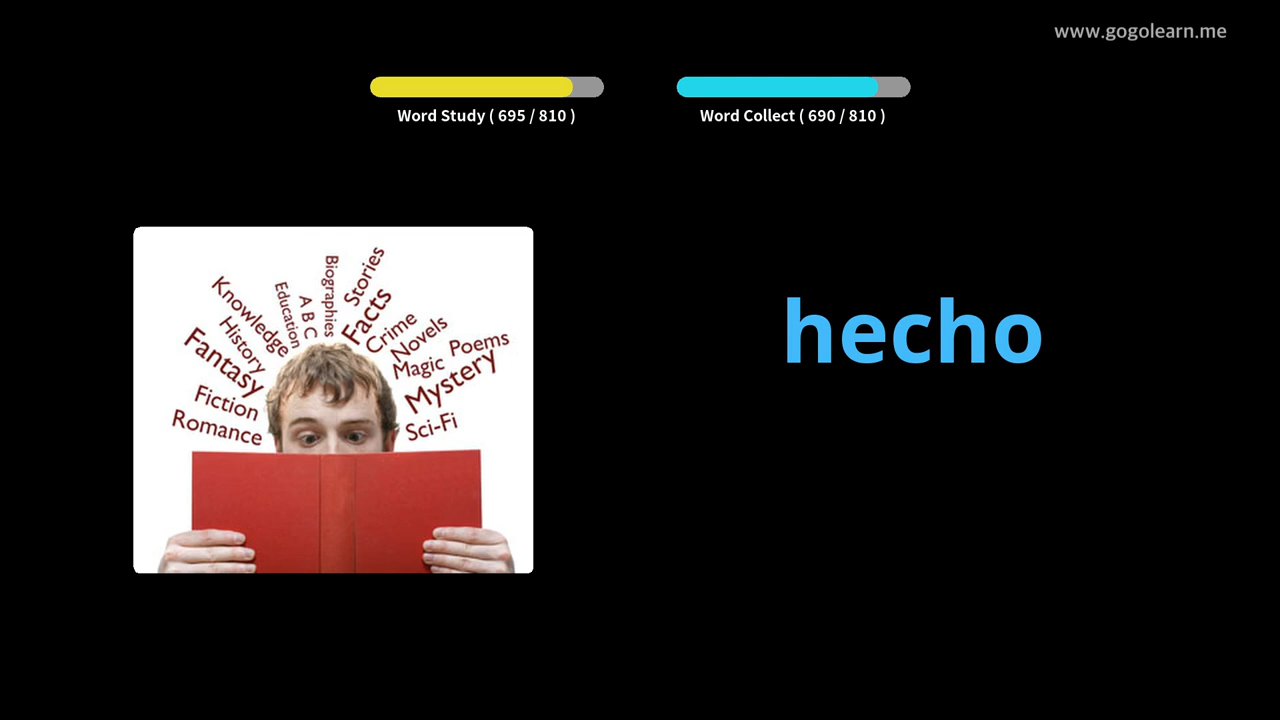 www.gogolearn.me
Word Study ( 695 / 810 )
Word Collect ( 690 / 810 )
hecho
Biographies
Stories
Education
A B C
Facts
Knowledge
Crime
History
Novels
Fantasy
Magic
Poems
Mystery
Fiction
Romance
Sci-Fi